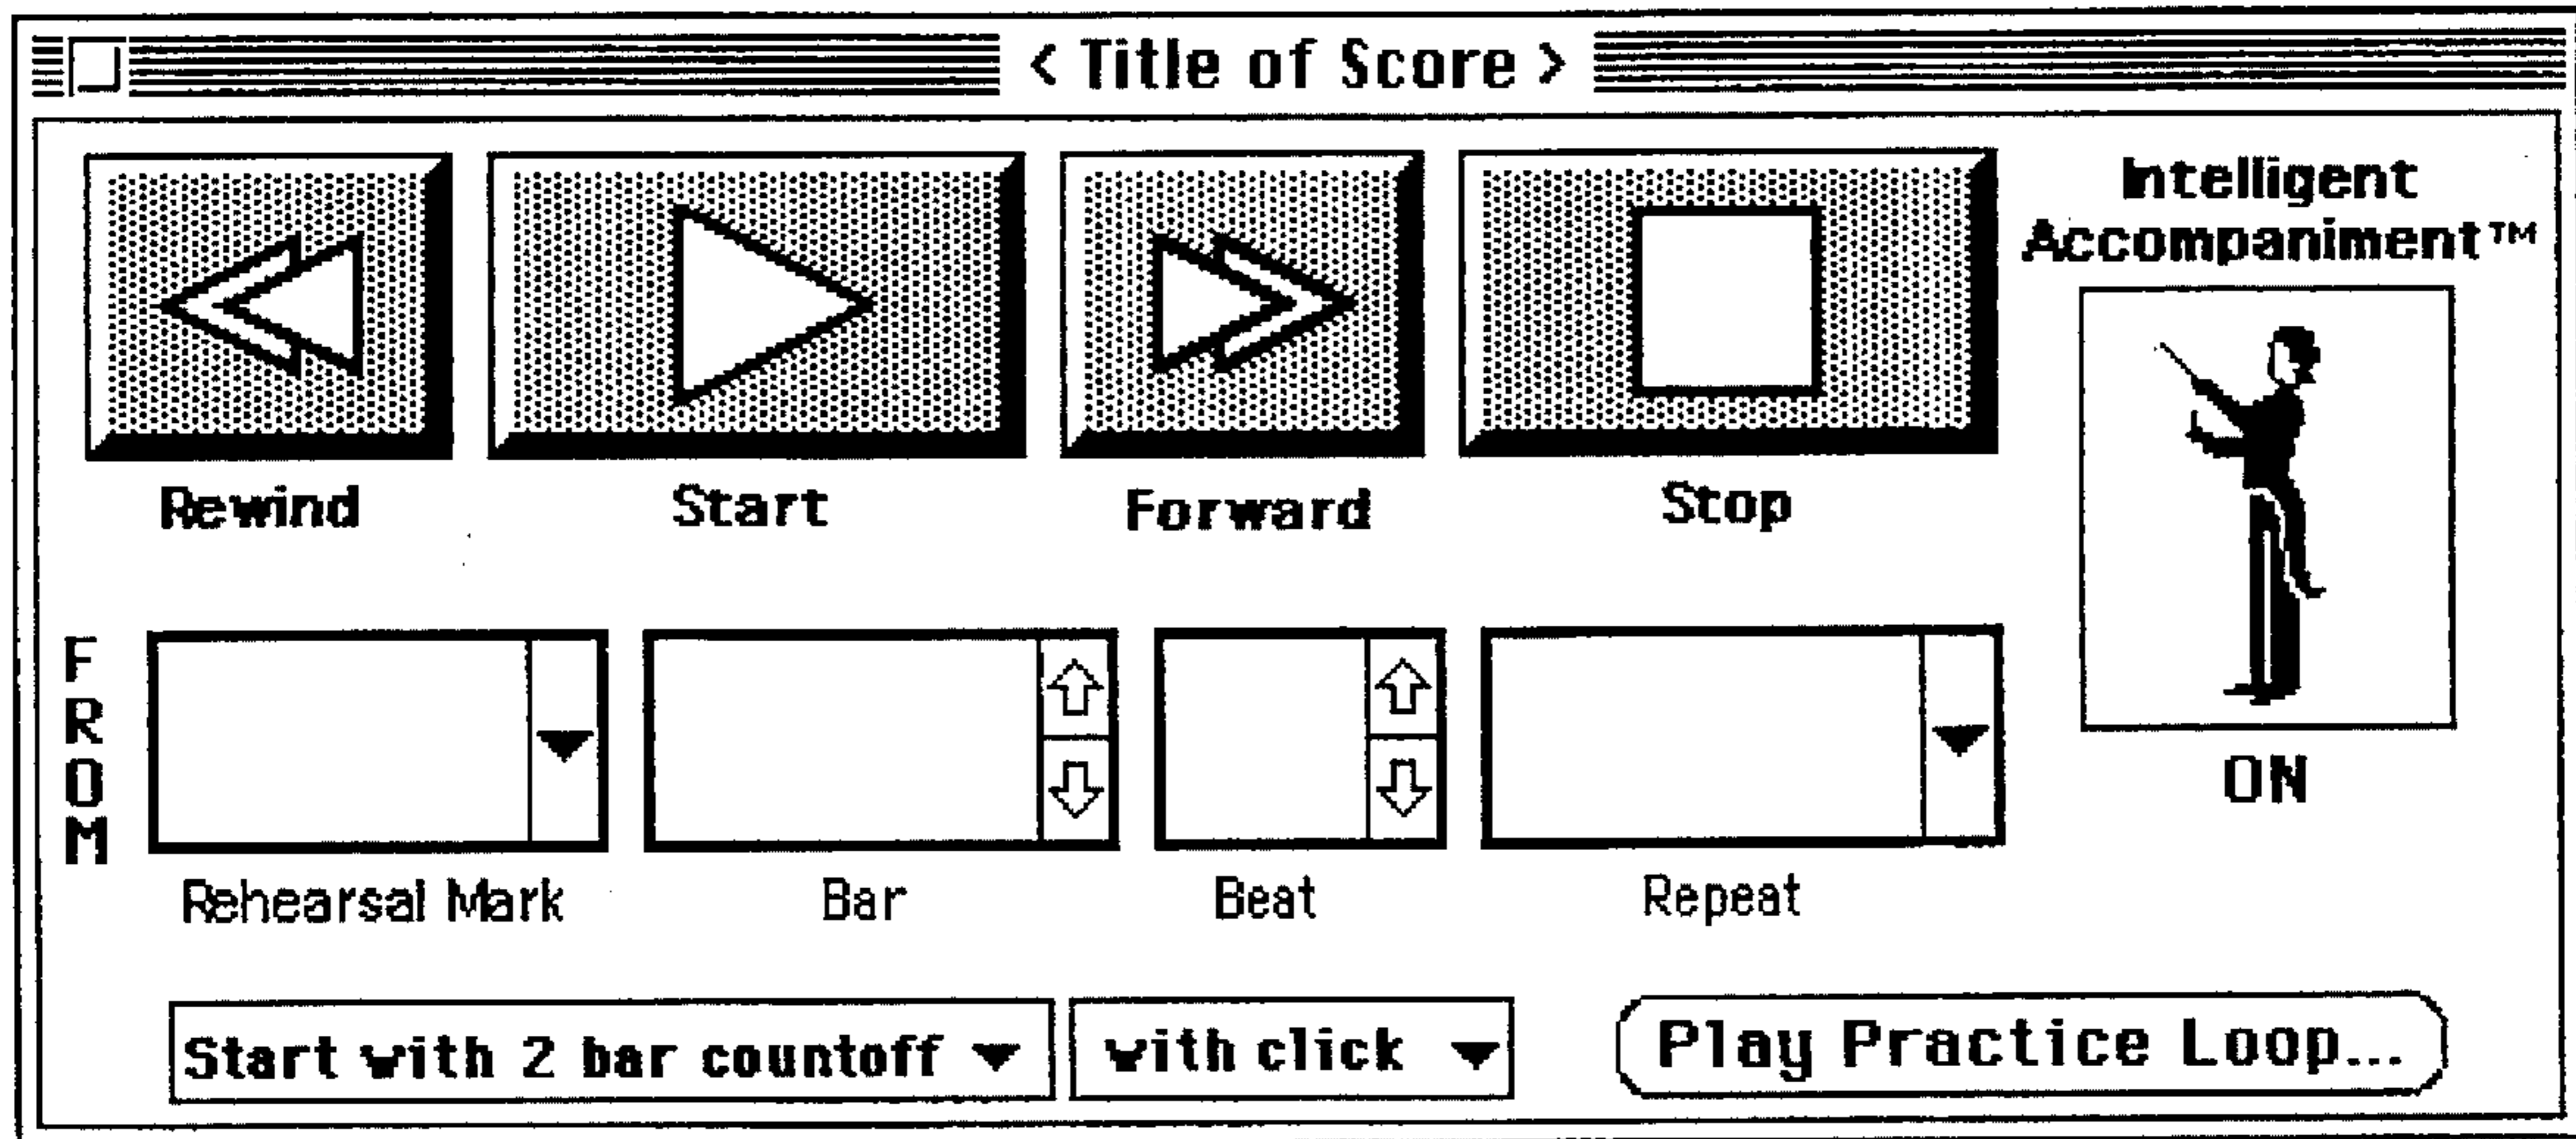 < Title of Score >
Intelligent
Accompaniment™
Rewind
Start
Forward
Stop
FROM
ON
Rehearsal Mark
Bar
Beat
Repeat
Start with 2 bar countoff
with click
Play Practice Loop...